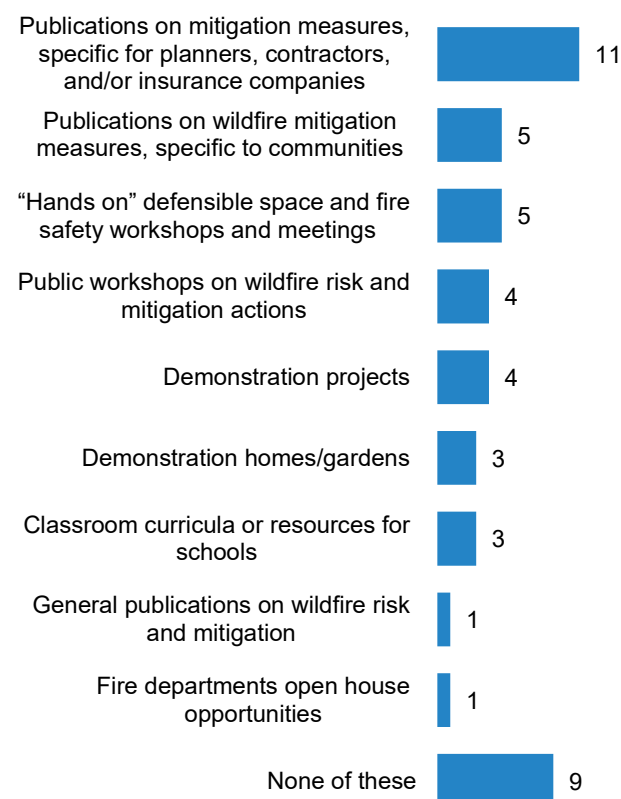 Publications on mitigation measures,
specific for planners, contractors,
and/or insurance companies
11
Publications on wildfire mitigation
measures, specific to communities
5
“Hands on” defensible space and fire
safety workshops and meetings
5
Public workshops on wildfire risk and
mitigation actions
4
Demonstration projects
4
Demonstration homes/gardens
3
Classroom curricula or resources for
schools
3
General publications on wildfire risk
and mitigation
1
Fire departments open house
opportunities
1
None of these
9